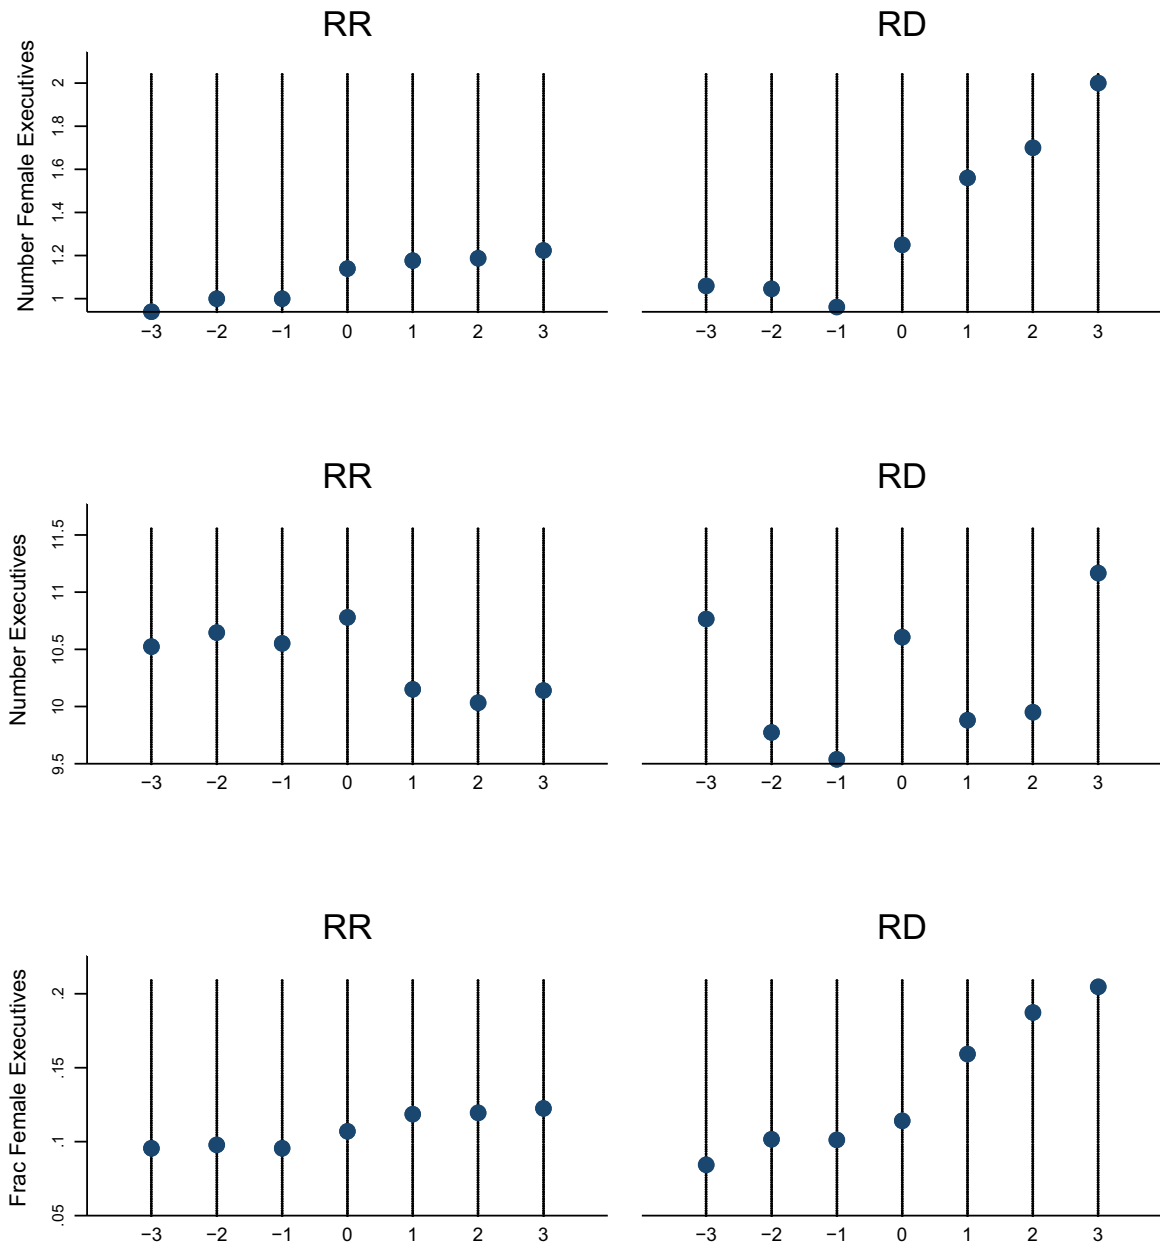 RR RD
Number Female Executives
2
1.8
1.6
1.4
1.2
1
−3 −2 −1 0 1 2 3 −3 −2 −1 0 1 2 3
RR RD
Number Executives
11.5
11
10.5
10
9.5
−3 −2 −1 0 1 2 3 −3 −2 −1 0 1 2 3
RR RD
Frac Female Executives
.2
.15
.1
.05
−3 −2 −1 0 1 2 3 −3 −2 −1 0 1 2 3